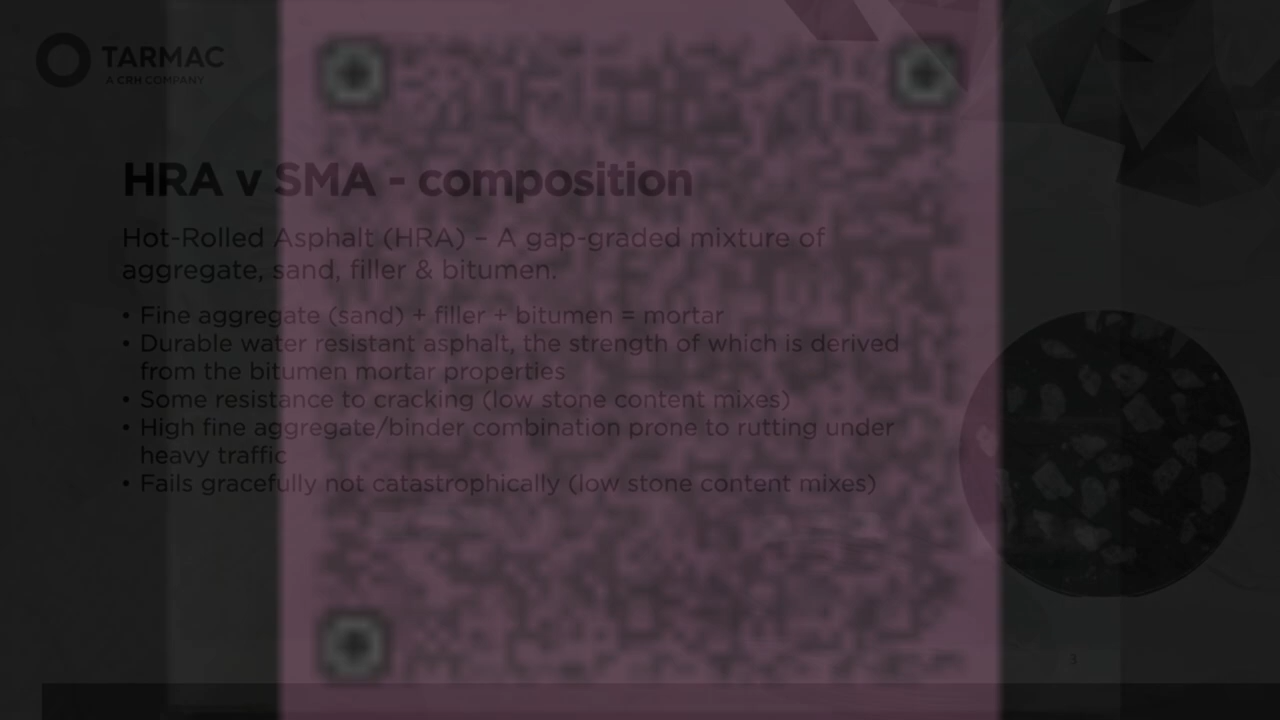 TARMAC
A CRH COMPANY
HRA v SMA - composition
Hot-Rolled Asphalt (HRA) – A gap-graded mixture of
aggregate, sand, filler & bitumen.
• Fine aggregate (sand) + filler + bitumen = mortar
• Durable water resistant asphalt, the strength of which is derived
from the bitumen mortar properties
• Some resistance to cracking (low stone content mixes)
• High fine aggregate/binder combination prone to rutting under
heavy traffic
• Fails gracefully not catastrophically (low stone content mixes)
3